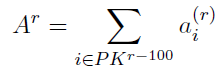 $A^r = \sum_{i \in PK^{r-100}} a_i^{(r)}$